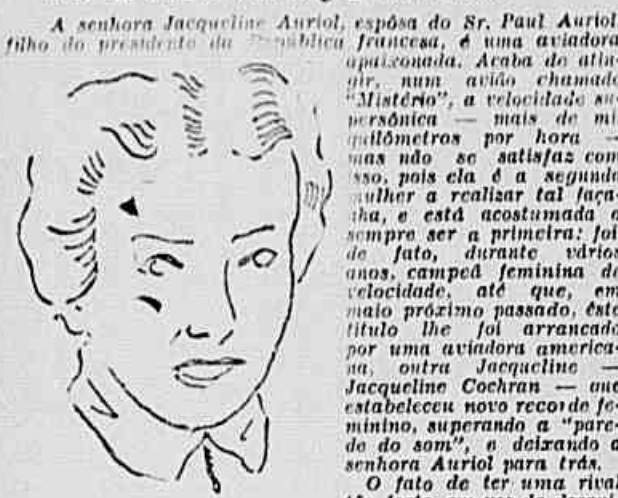 A senhora Jacqueline Auriol, espôsa do Sr. Paul Auriol,
filho do presidente da República francesa, é uma aviadora
apaixonada. Acaba de atin-
gir, num avião chamado
"Mistério", a velocidade su-
persônica — mais de mil
quilômetros por hora —
mas não se satisfaz com
isso, pois ela é a segunda
mulher a realizar tal faça-
nha, e está acostumada a
sempre ser a primeira: foi
de fato, durante vários
anos, campeã feminina de
velocidade, até que, em
maio próximo passado, êste
título lhe foi arrancado
por uma aviadora america-
na, outra Jacqueline —
Jacqueline Cochran — que
estabeleceu novo recorde fe-
minino, superando a "pare-
de do som", e deixando a
senhora Auriol para trás.
O fato de ter uma rival